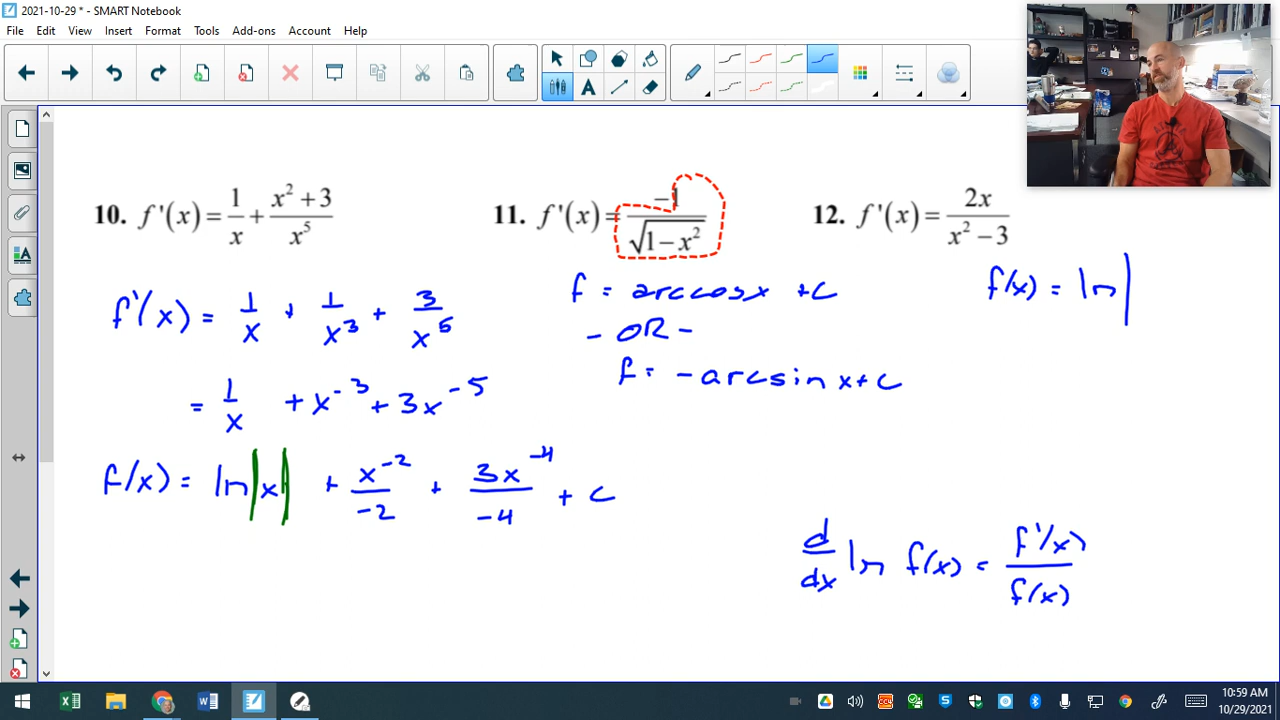 2021-10-29 * - SMART Notebook
File Edit View Insert Format Tools Add-ons Account Help
10. f'(x) = 1/x + (x² + 3)/x⁵
11. f'(x) = -1/√(1 - x²)
12. f'(x) = 2x/(x² - 3)
f'(x) = 1/x + 1/x³ + 3/x⁵
= 1/x + x⁻³ + 3x⁻⁵
f(x) = ln|x| + x⁻²/-2 + 3x⁻⁴/-4 + c
f = arccosx + c
- OR -
f = -arcsin x + c
f(x) = ln|
d/dx ln f(x) = f'(x)/f(x)
10:59 AM
10/29/2021